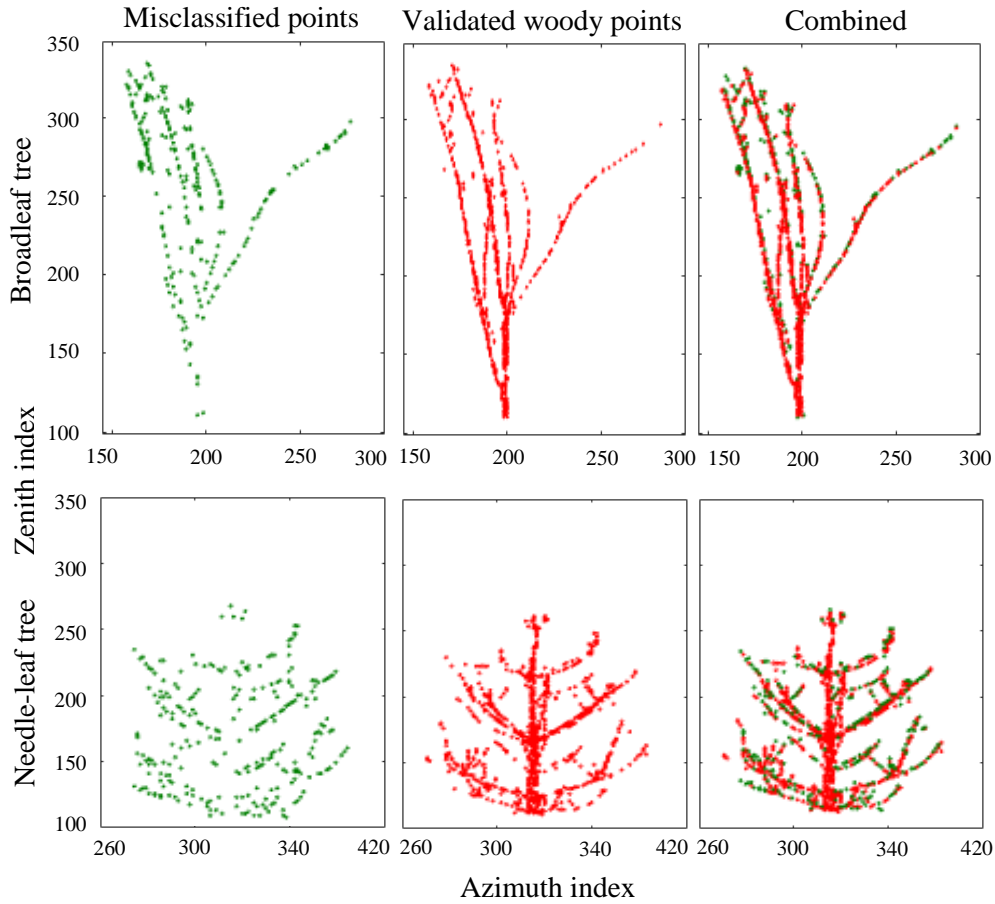 Misclassified points Validated woody points Combined
Broadleaf tree
350
300
250
200
150
100
150 200 250 300
150 200 250 300
150 200 250 300
Zenith index
Needle-leaf tree
350
300
250
200
150
100
260 300 340 420
300 340 420
260 300 340 420
Azimuth index